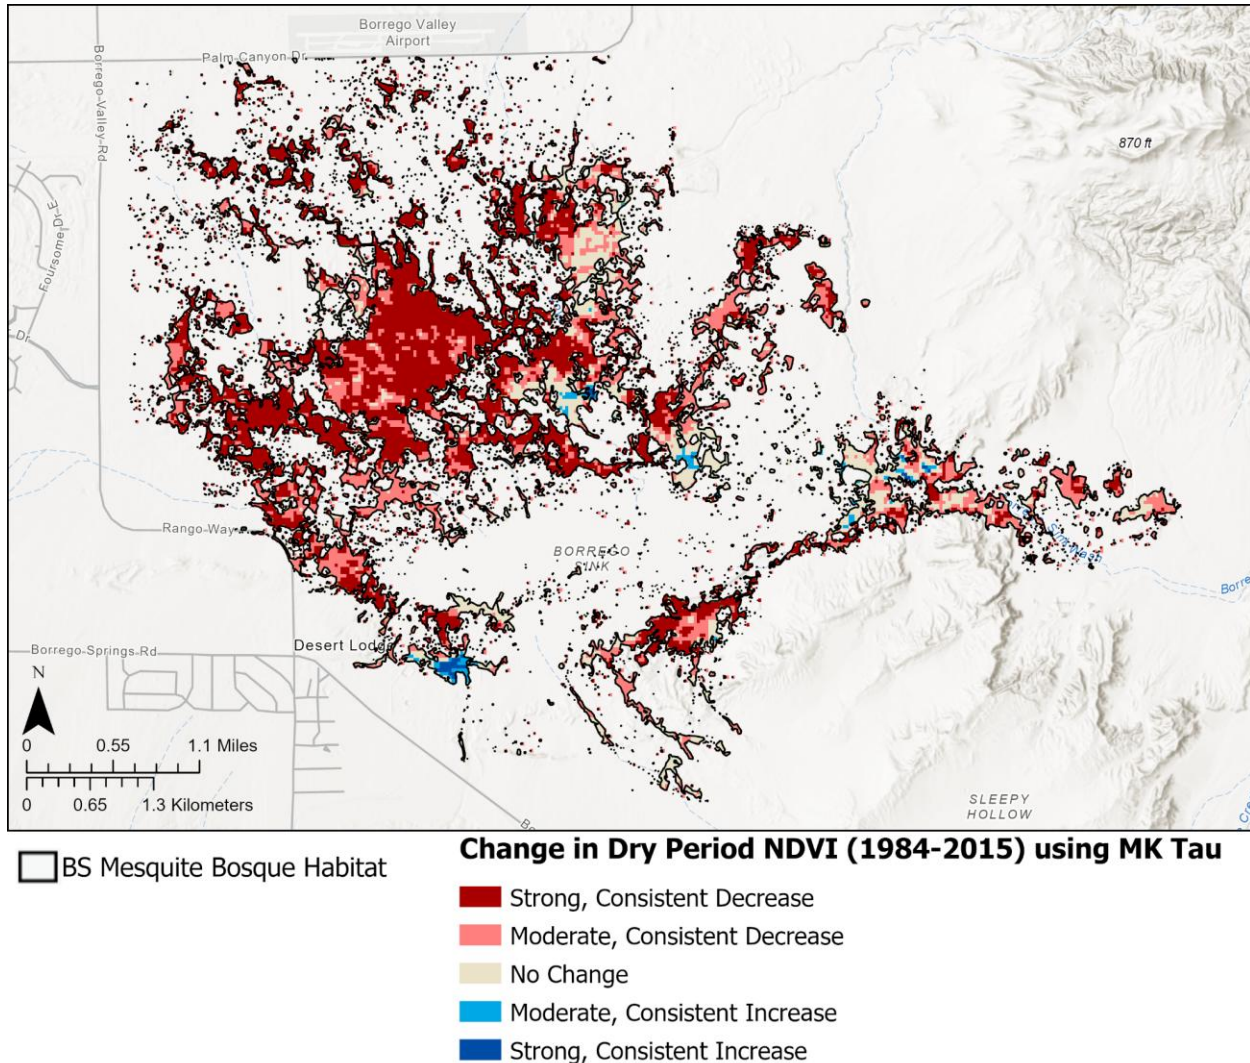 Borrego Valley
Airport
Palm Canyon Dr
Borrego-Valley-Rd
870 ft
Foursome Dr E
Dr
Rango Way
BORREGO
SINK
Desert Lodge
Borrego Springs Rd
Borre
N
0 0.55 1.1 Miles
0 0.65 1.3 Kilometers
SLEEPY
HOLLOW
Bo
BS Mesquite Bosque Habitat
Change in Dry Period NDVI (1984-2015) using MK Tau
Strong, Consistent Decrease
Moderate, Consistent Decrease
No Change
Moderate, Consistent Increase
Strong, Consistent Increase